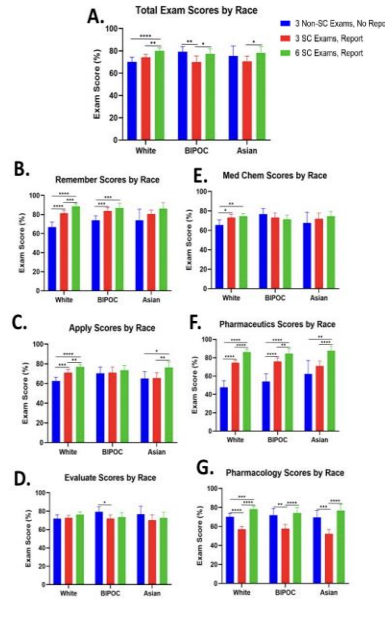 A.
Total Exam Scores by Race
3 Non-SC Exams, No Repo
3 SC Exams, Report
6 SC Exams, Report
Exam Score (%)
100
80
60
40
20
0
****
**
**
*
*
White
BIPOC
Asian
B.
Remember Scores by Race
Exam Score (%)
100
80
60
40
20
0
****
***
****
***
***
White
BIPOC
Asian
E.
Med Chem Scores by Race
Exam Score (%)
100
80
60
40
20
0
**
*
White
BIPOC
Asian
C.
Apply Scores by Race
Exam Score (%)
100
80
60
40
20
0
****
**
***
*
**
White
BIPOC
Asian
F.
Pharmaceutics Scores by Race
Exam Score (%)
100
80
60
40
20
0
****
****
****
****
**
****
**
****
White
BIPOC
Asian
D.
Evaluate Scores by Race
Exam Score (%)
100
80
60
40
20
0
*
White
BIPOC
Asian
G.
Pharmacology Scores by Race
Exam Score (%)
100
80
60
40
20
0
***
****
****
**
****
***
****
White
BIPOC
Asian